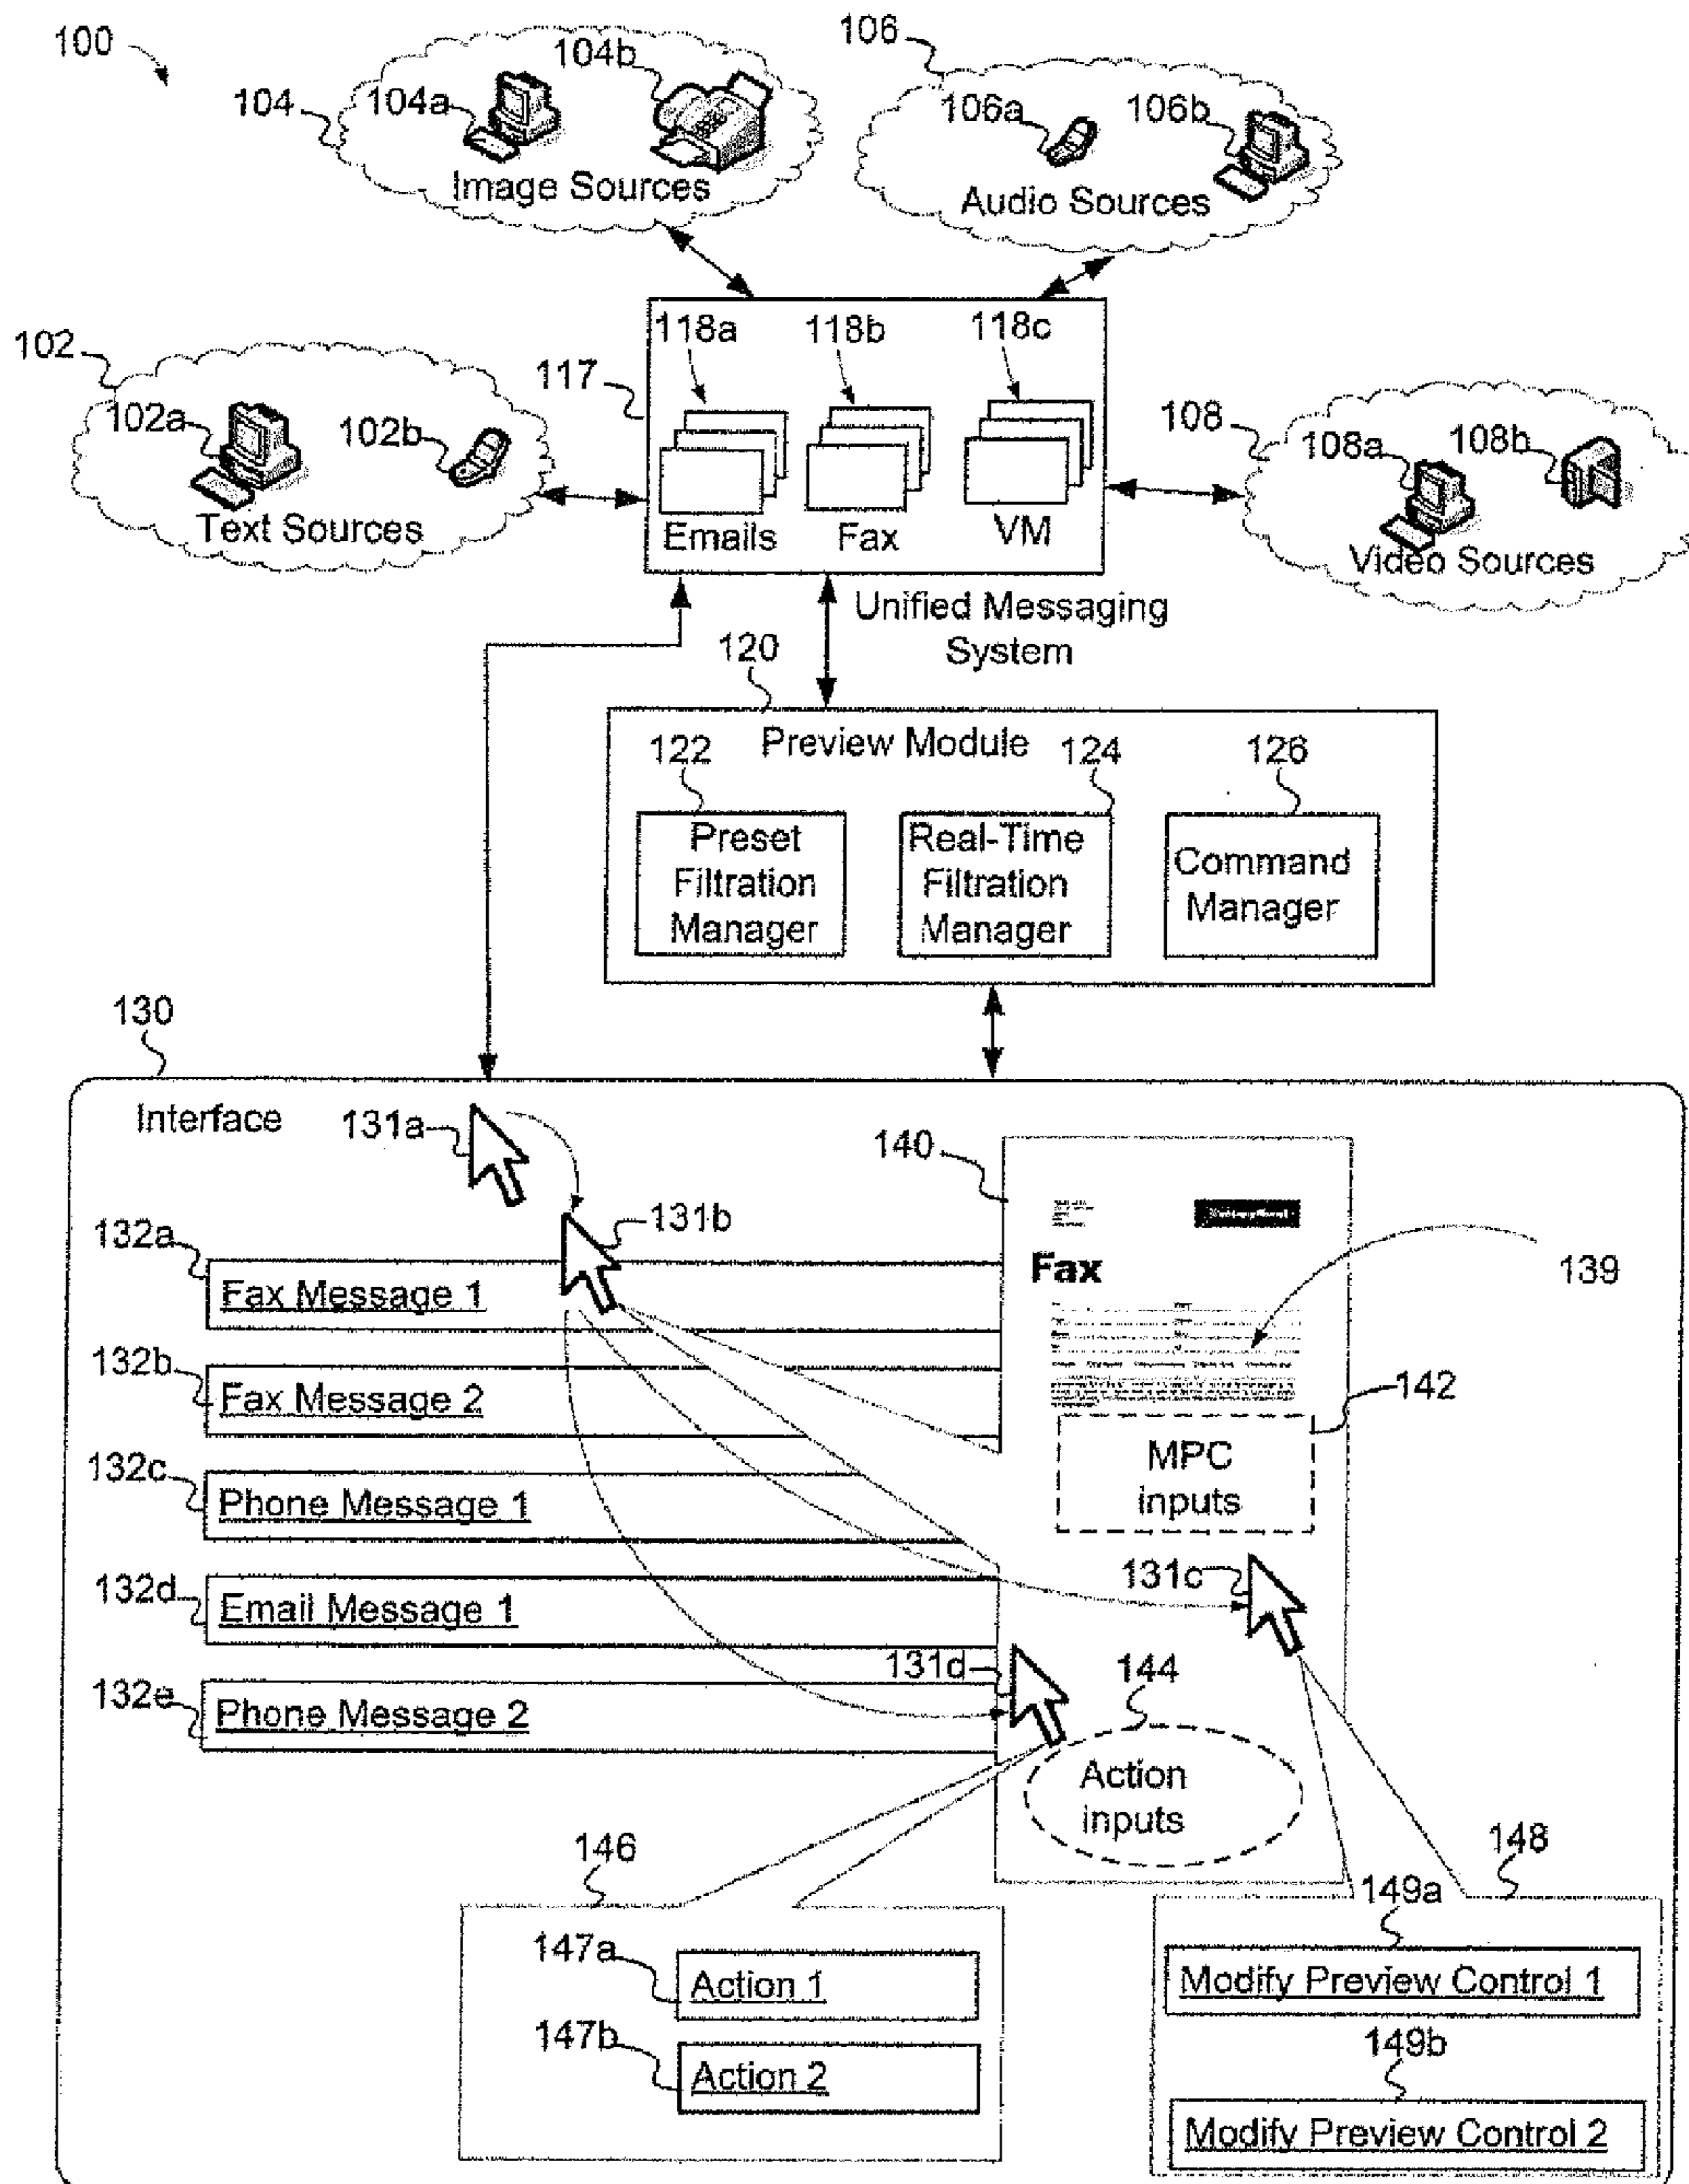 100
104
104a
104b
Image Sources
106
106a
106b
Audio Sources
102
102a
102b
Text Sources
117
118a
118b
118c
Emails
Fax
VM
108
108a
108b
Video Sources
Unified Messaging
System
120
Preview Module
122
124
126
Preset
Filtration
Manager
Real-Time
Filtration
Manager
Command
Manager
130
Interface
131a
131b
140
Fax
139
132a
Fax Message 1
132b
Fax Message 2
142
MPC
inputs
132c
Phone Message 1
132d
Email Message 1
131c
131d
144
132e
Phone Message 2
Action
inputs
146
148
147a
Action 1
147b
Action 2
149a
Modify Preview Control 1
149b
Modify Preview Control 2